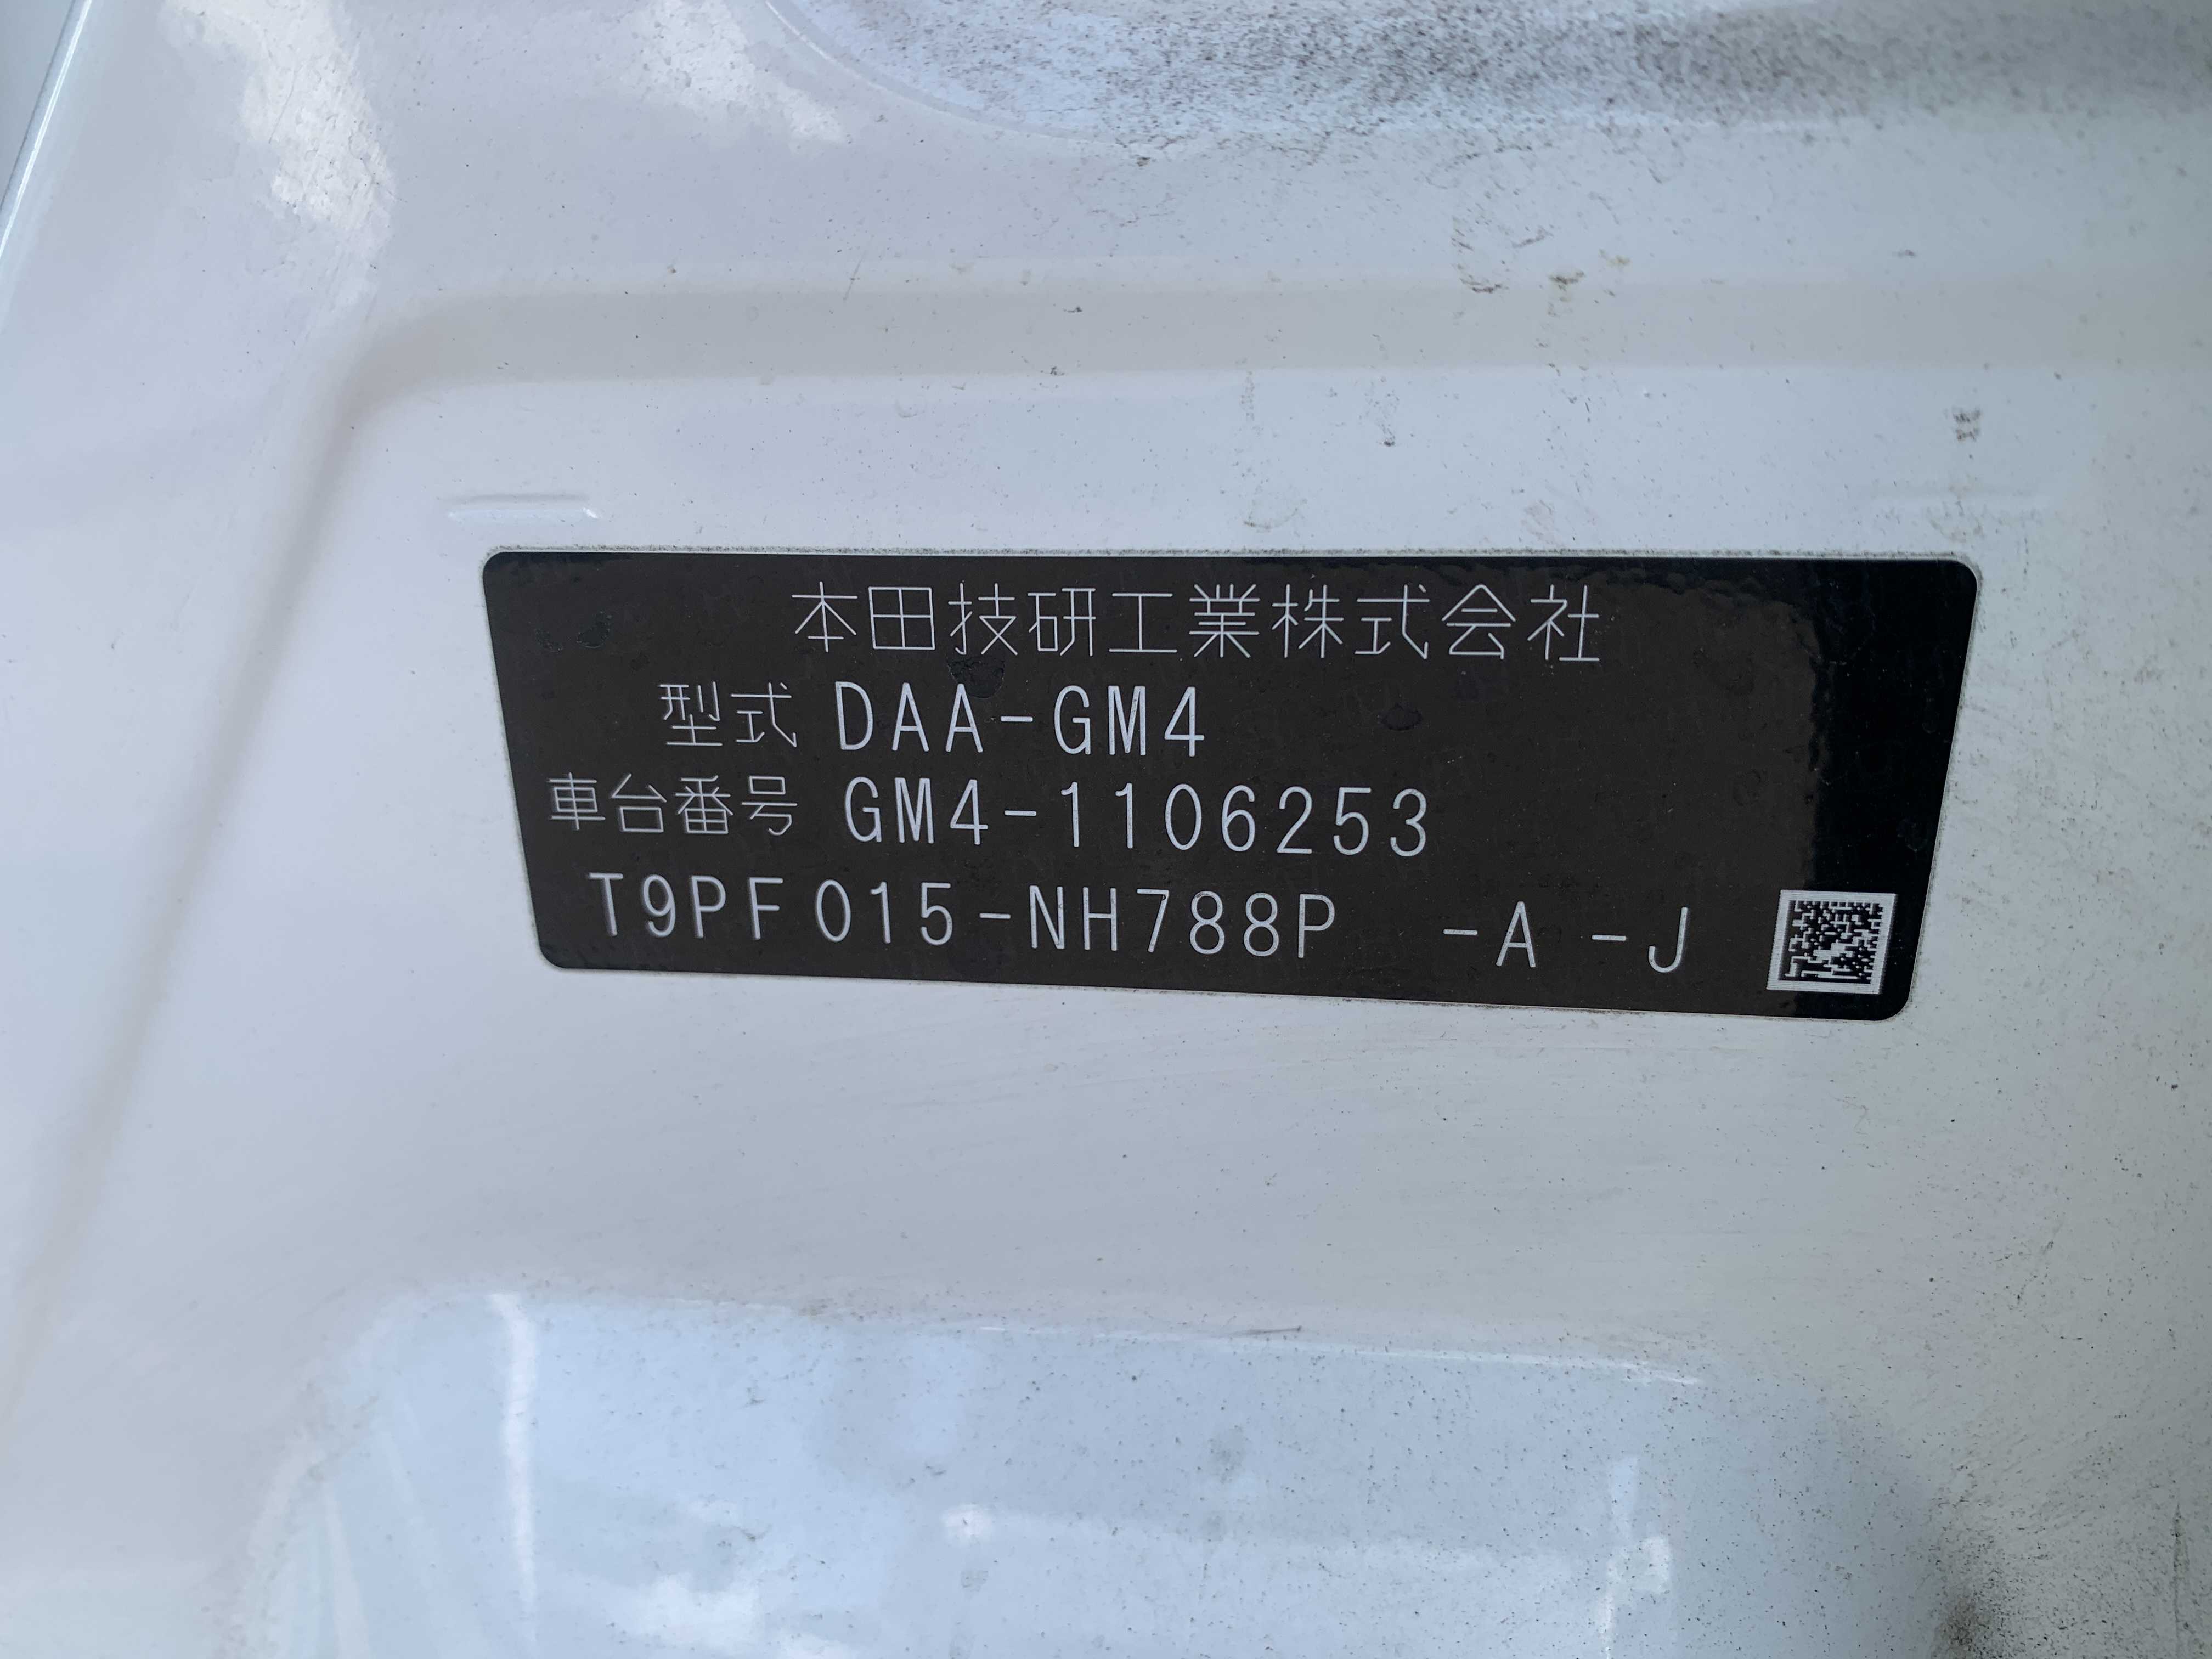 本田技研工業株式会社
型式 DAA-GM4
車台番号 GM4-1106253
T9PF015-NH788P -A -J